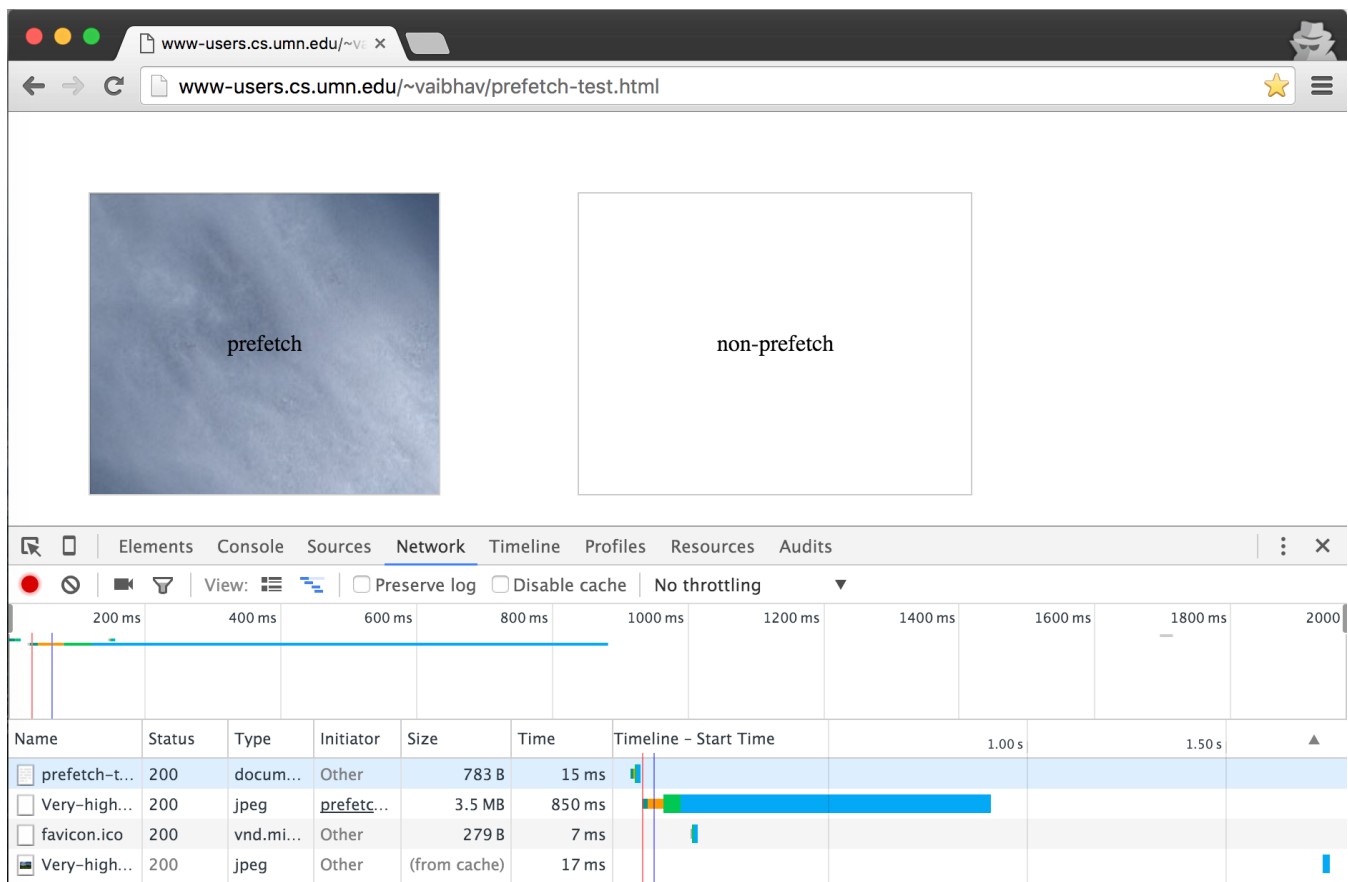 www-users.cs.umn.edu/~va
www-users.cs.umn.edu/~vaibhav/prefetch-test.html
prefetch non-prefetch
Elements Console Sources Network Timeline Profiles Resources Audits
View: Preserve log Disable cache No throttling
200 ms 400 ms 600 ms 800 ms 1000 ms 1200 ms 1400 ms 1600 ms 1800 ms 2000
Name Status Type Initiator Size Time Timeline – Start Time 1.00 s 1.50 s
prefetch-t... 200 docum... Other 783 B 15 ms
Very-high... 200 jpeg prefetc... 3.5 MB 850 ms
favicon.ico 200 vnd.mi... Other 279 B 7 ms
Very-high... 200 jpeg Other (from cache) 17 ms